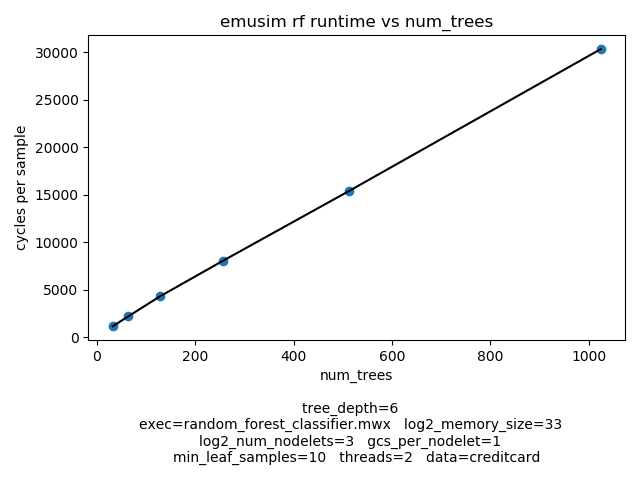 emusim rf runtime vs num_trees
30000
25000
20000
15000
10000
5000
0
cycles per sample
0 200 400 600 800 1000
num_trees
tree_depth=6
exec=random_forest_classifier.mwx log2_memory_size=33
log2_num_nodelets=3 gcs_per_nodelet=1
min_leaf_samples=10 threads=2 data=creditcard